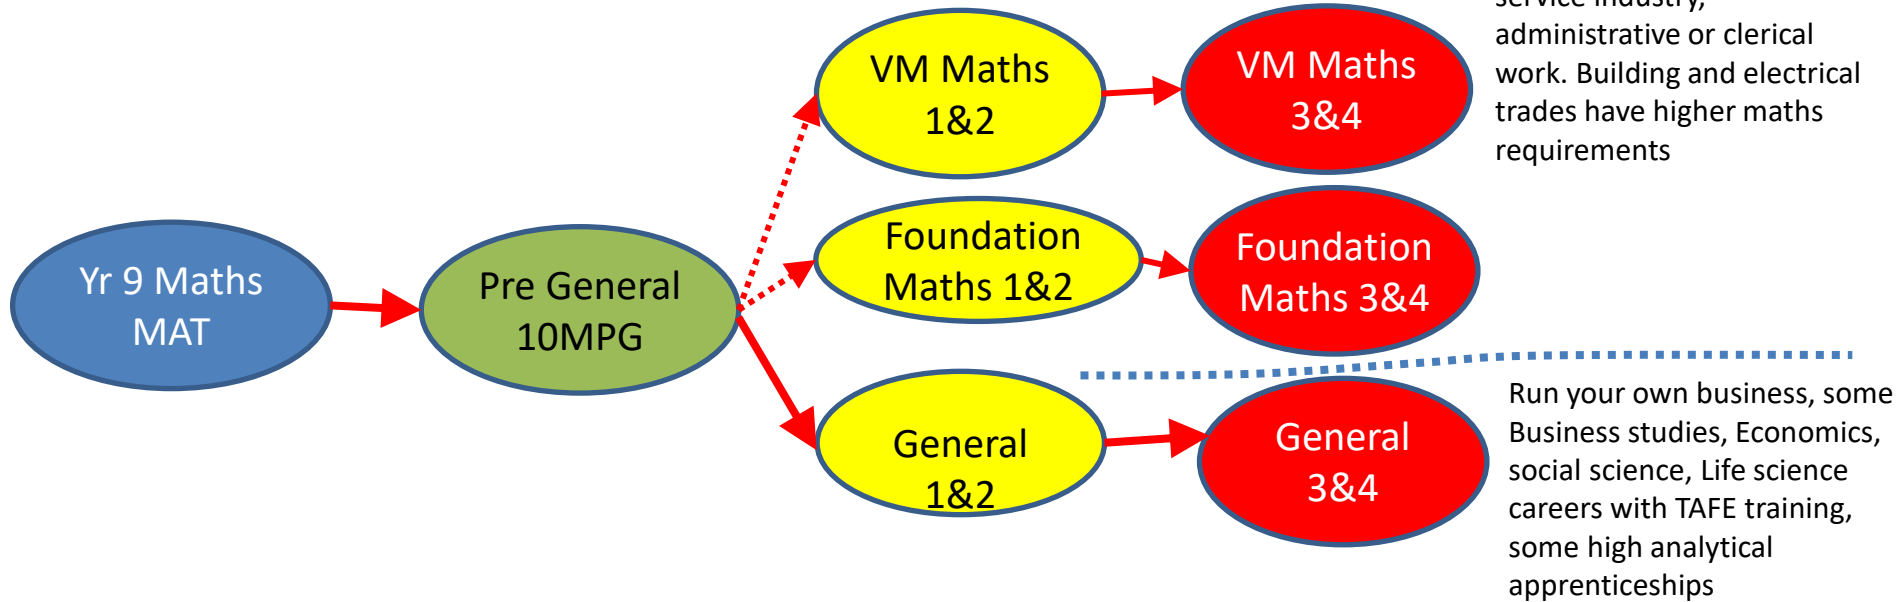 service industry,
administrative or clerical
work. Building and electrical
trades have higher maths
requirements
VM Maths
1&2
VM Maths
3&4
Foundation
Maths 1&2
Foundation
Maths 3&4
Yr 9 Maths
MAT
Pre General
10MPG
General
1&2
General
3&4
Run your own business, some
Business studies, Economics,
social science, Life science
careers with TAFE training,
some high analytical
apprenticeships